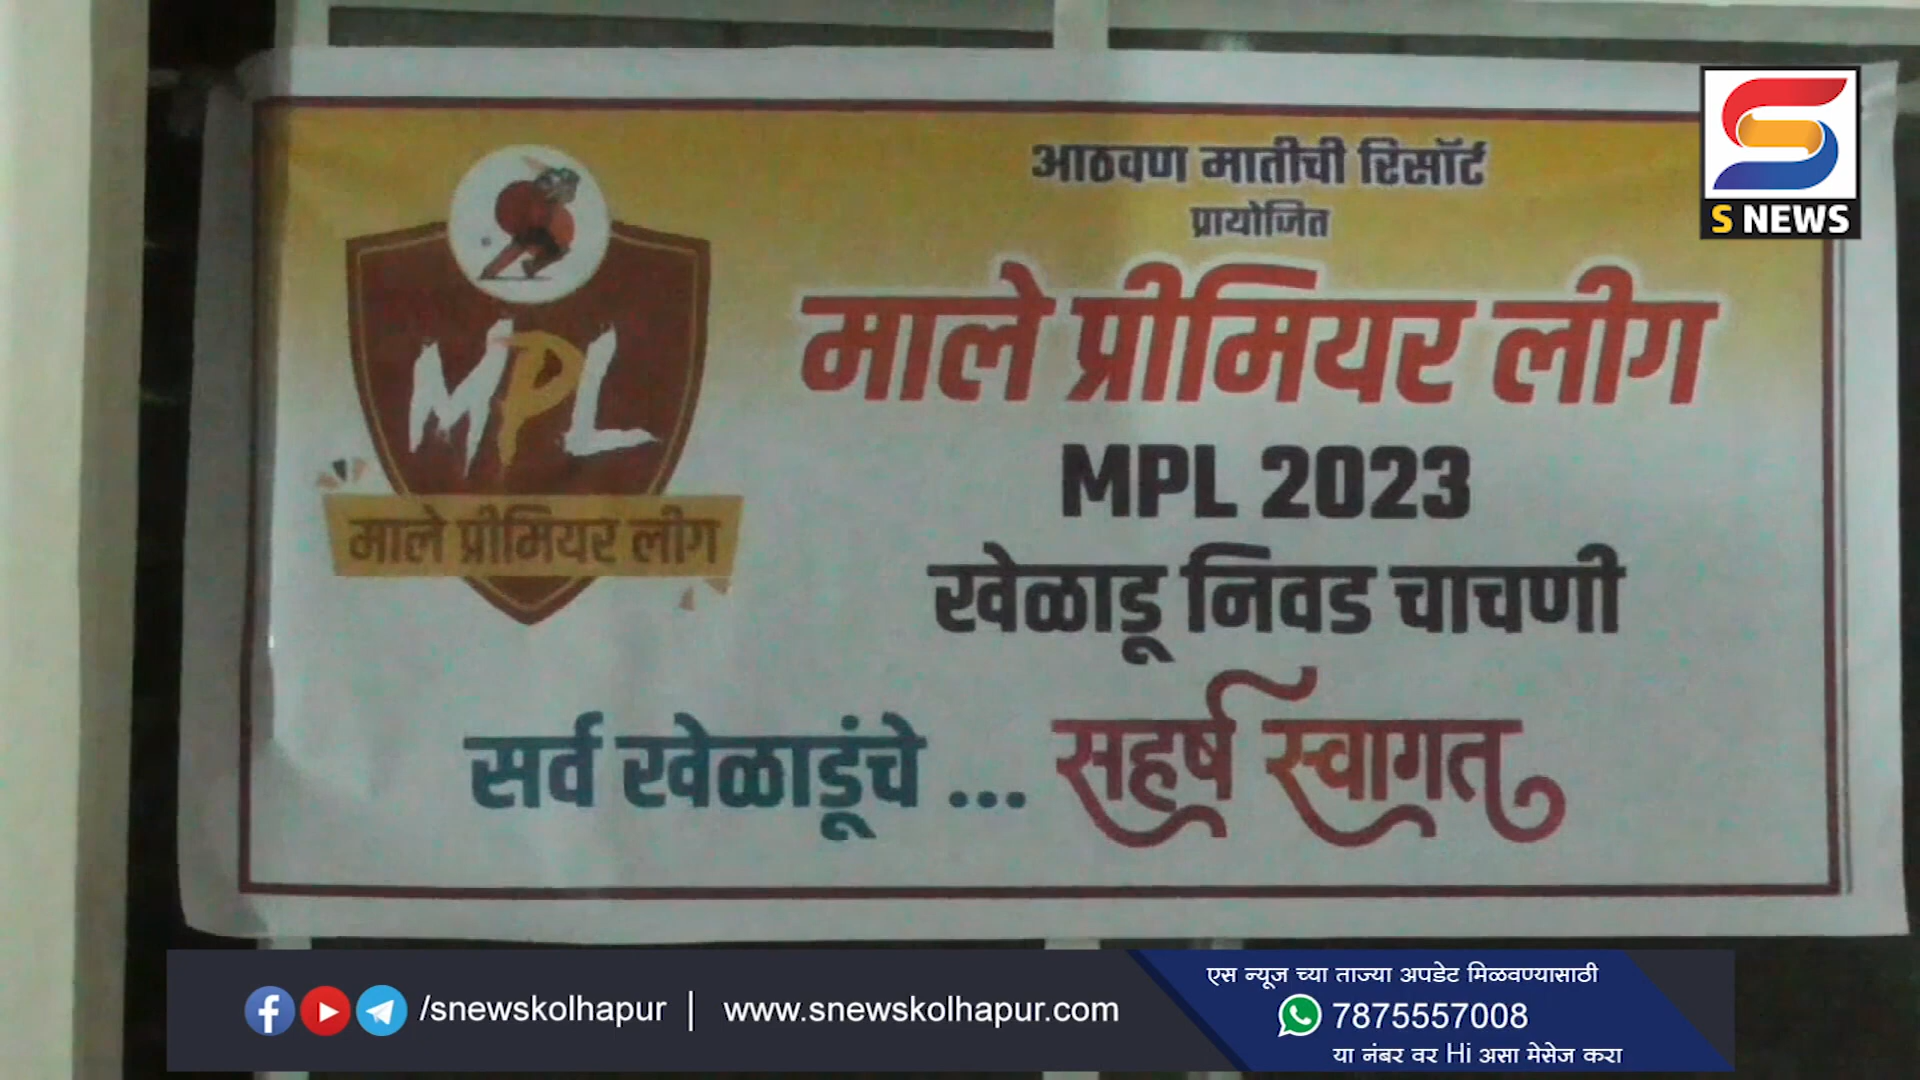 आठवण मातीची रिसॉर्ट
प्रायोजित
माले प्रीमियर लीग
MPL 2023
खेळाडू निवड चाचणी
सर्व खेळाडूंचे ... सहर्ष स्वागत
MPL
माले प्रीमियर लीग
S NEWS
/snewskolhapur | www.snewskolhapur.com
एस न्यूज च्या ताज्या अपडेट मिळवण्यासाठी
7875557008
या नंबर वर Hi असा मेसेज करा